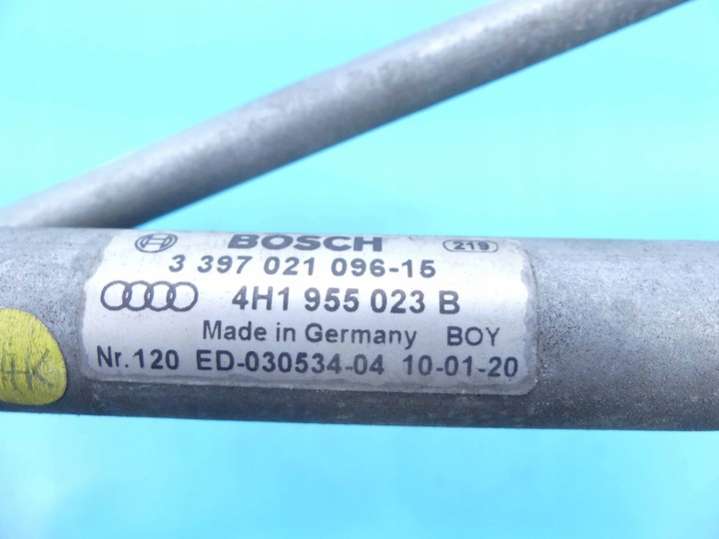 BOSCH 219
3 397 021 096-15
4H1 955 023 B
Made in Germany BOY
Nr.120 ED-030534-04 10-01-20